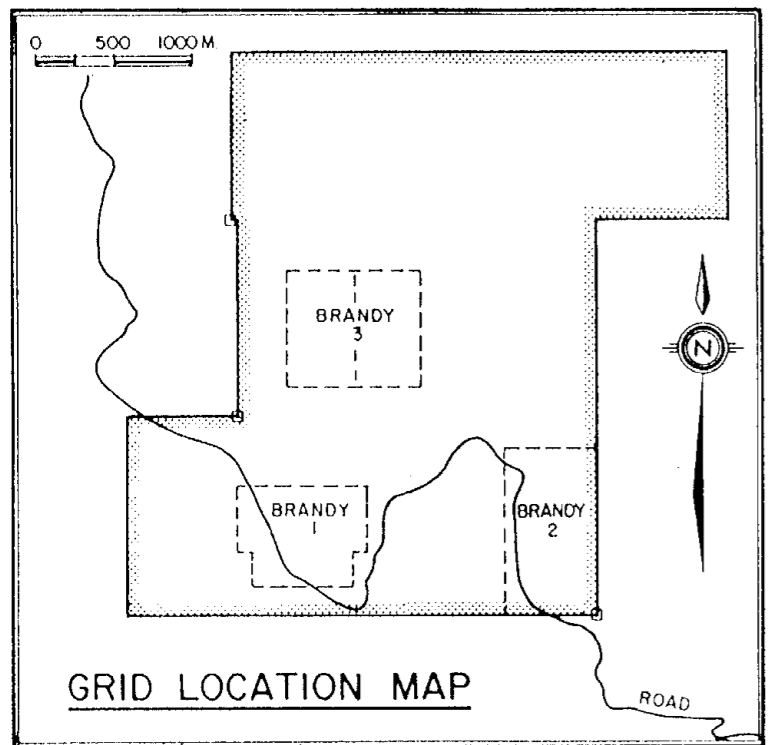 0 500 1000 M.
BRANDY
3
N
BRANDY
1
BRANDY
2
GRID LOCATION MAP
ROAD